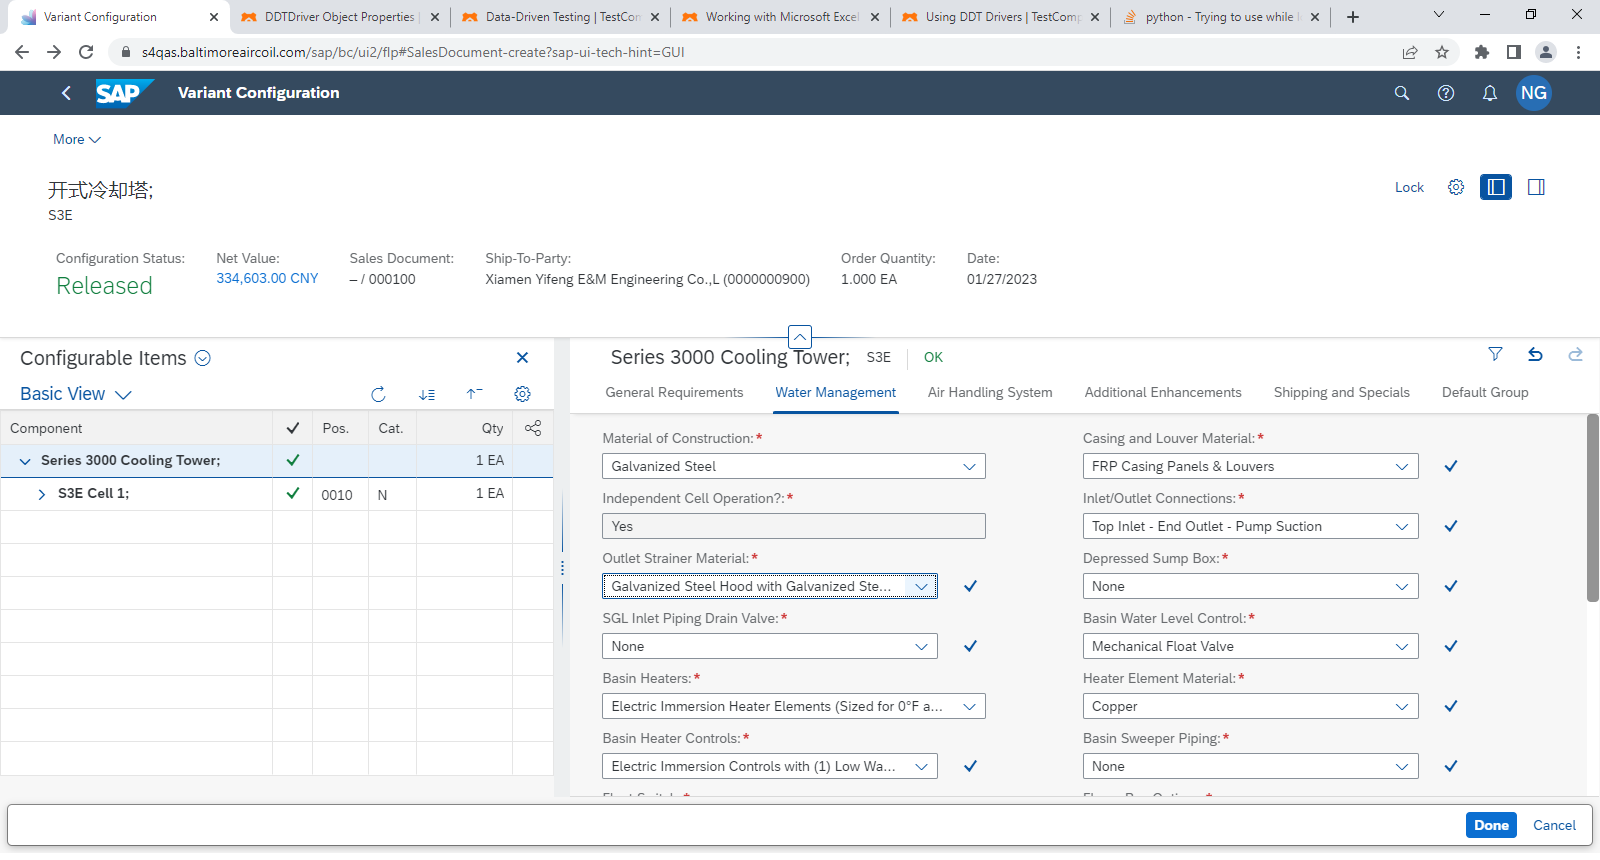 Variant Configuration
DDTDriver Object Properties
Data-Driven Testing | TestCom
Working with Microsoft Excel
Using DDT Drivers | TestComp
python - Trying to use while l
s4qas.baltimoreaircoil.com/sap/bc/ui2/flp#SalesDocument-create?sap-ui-tech-hint=GUI
SAP
Variant Configuration
NG
More
开式冷却塔;
S3E
Lock
Configuration Status:
Released
Net Value:
334,603.00 CNY
Sales Document:
– / 000100
Ship-To-Party:
Xiamen Yifeng E&M Engineering Co.,L (0000000900)
Order Quantity:
1.000 EA
Date:
01/27/2023
Configurable Items
Basic View
Component Pos. Cat. Qty
Series 3000 Cooling Tower; 1 EA
S3E Cell 1; 0010 N 1 EA
Series 3000 Cooling Tower; S3E OK
General Requirements Water Management Air Handling System Additional Enhancements Shipping and Specials Default Group
Material of Construction:*
Galvanized Steel
Casing and Louver Material:*
FRP Casing Panels & Louvers
Independent Cell Operation?:*
Yes
Inlet/Outlet Connections:*
Top Inlet - End Outlet - Pump Suction
Outlet Strainer Material:*
Galvanized Steel Hood with Galvanized Ste...
Depressed Sump Box:*
None
SGL Inlet Piping Drain Valve:*
None
Basin Water Level Control:*
Mechanical Float Valve
Basin Heaters:*
Electric Immersion Heater Elements (Sized for 0°F a...
Heater Element Material:*
Copper
Basin Heater Controls:*
Electric Immersion Controls with (1) Low Wa...
Basin Sweeper Piping:*
None
Done
Cancel